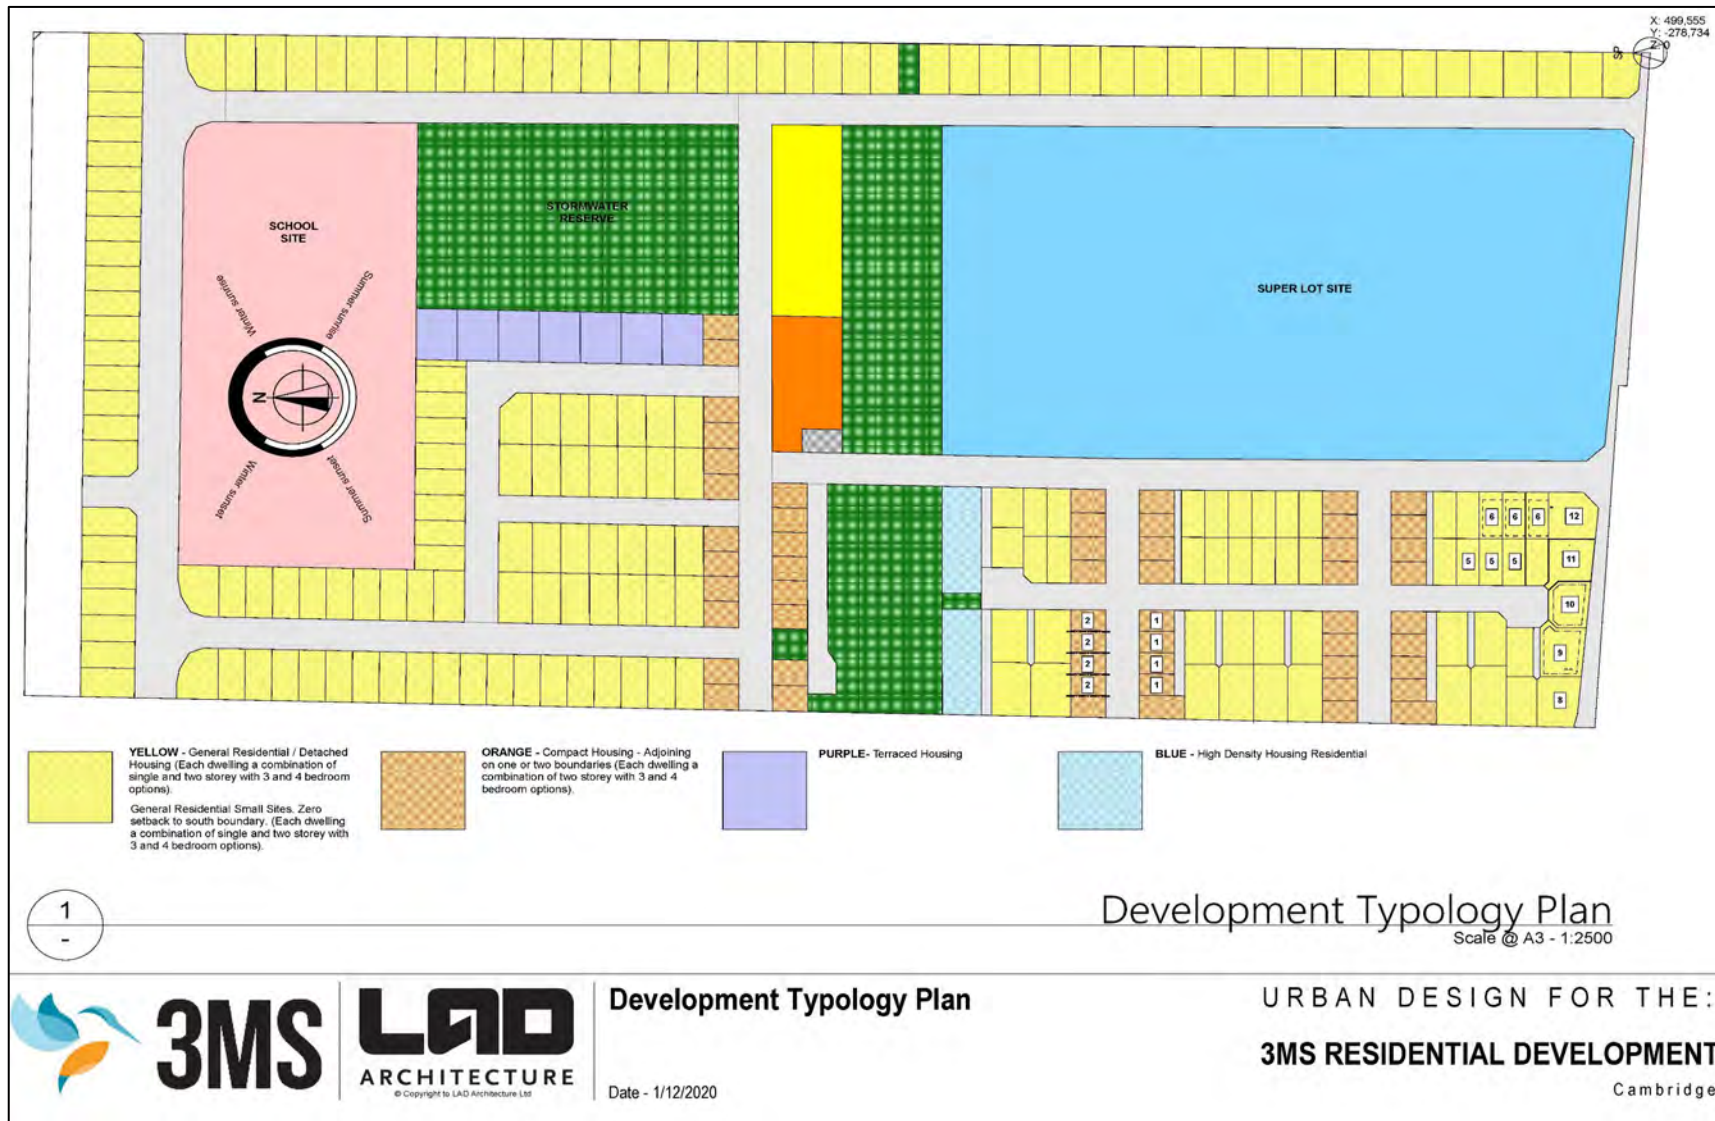 X: 499,555
Y: -278,734
Z: 0
SCHOOL
SITE
STORMWATER
RESERVE
SUPER LOT SITE
Winter sunrise
Summer sunrise
N
Winter sunset
Summer sunset
6 6 6 12
5 5 5 11
10
2 1
2 1 9
2 1
2 1 8
YELLOW - General Residential / Detached
Housing (Each dwelling a combination of
single and two storey with 3 and 4 bedroom
options).
General Residential Small Sites. Zero
setback to south boundary. (Each dwelling
a combination of single and two storey with
3 and 4 bedroom options).
ORANGE - Compact Housing - Adjoining
on one or two boundaries (Each dwelling a
combination of two storey with 3 and 4
bedroom options).
PURPLE- Terraced Housing
BLUE - High Density Housing Residential
1
-
Development Typology Plan
Scale @ A3 - 1:2500
3MS
LAD
ARCHITECTURE
© Copyright to LAD Architecture Ltd
Development Typology Plan
Date - 1/12/2020
URBAN DESIGN FOR THE:
3MS RESIDENTIAL DEVELOPMENT
Cambridge